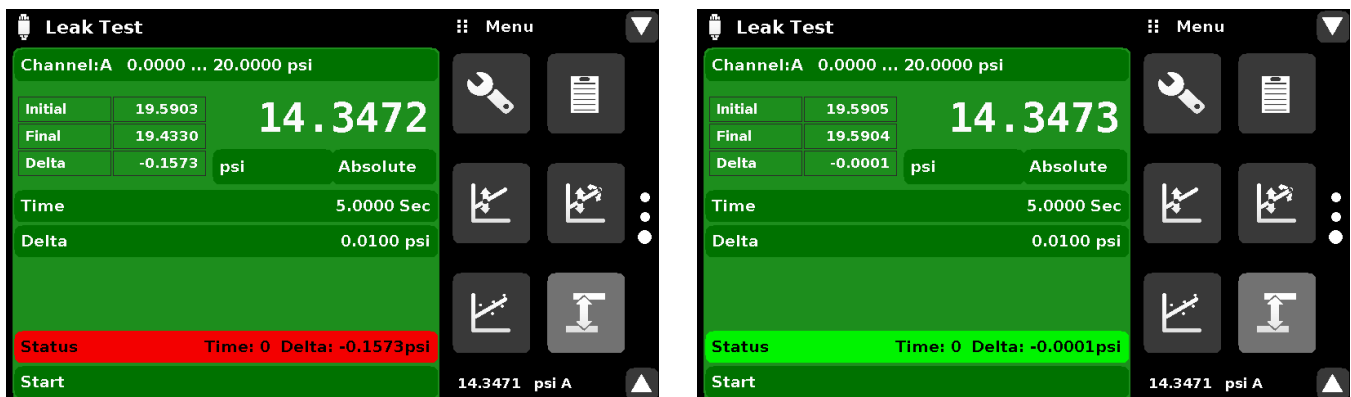 Leak Test
Menu
Channel:A 0.0000 ... 20.0000 psi
Initial 19.5903
14.3472
Final 19.4330
Delta -0.1573
psi Absolute
Time 5.0000 Sec
Delta 0.0100 psi
Status Time: 0 Delta: -0.1573psi
Start
14.3471 psi A
Leak Test
Menu
Channel:A 0.0000 ... 20.0000 psi
Initial 19.5905
14.3473
Final 19.5904
Delta -0.0001
psi Absolute
Time 5.0000 Sec
Delta 0.0100 psi
Status Time: 0 Delta: -0.0001psi
Start
14.3471 psi A